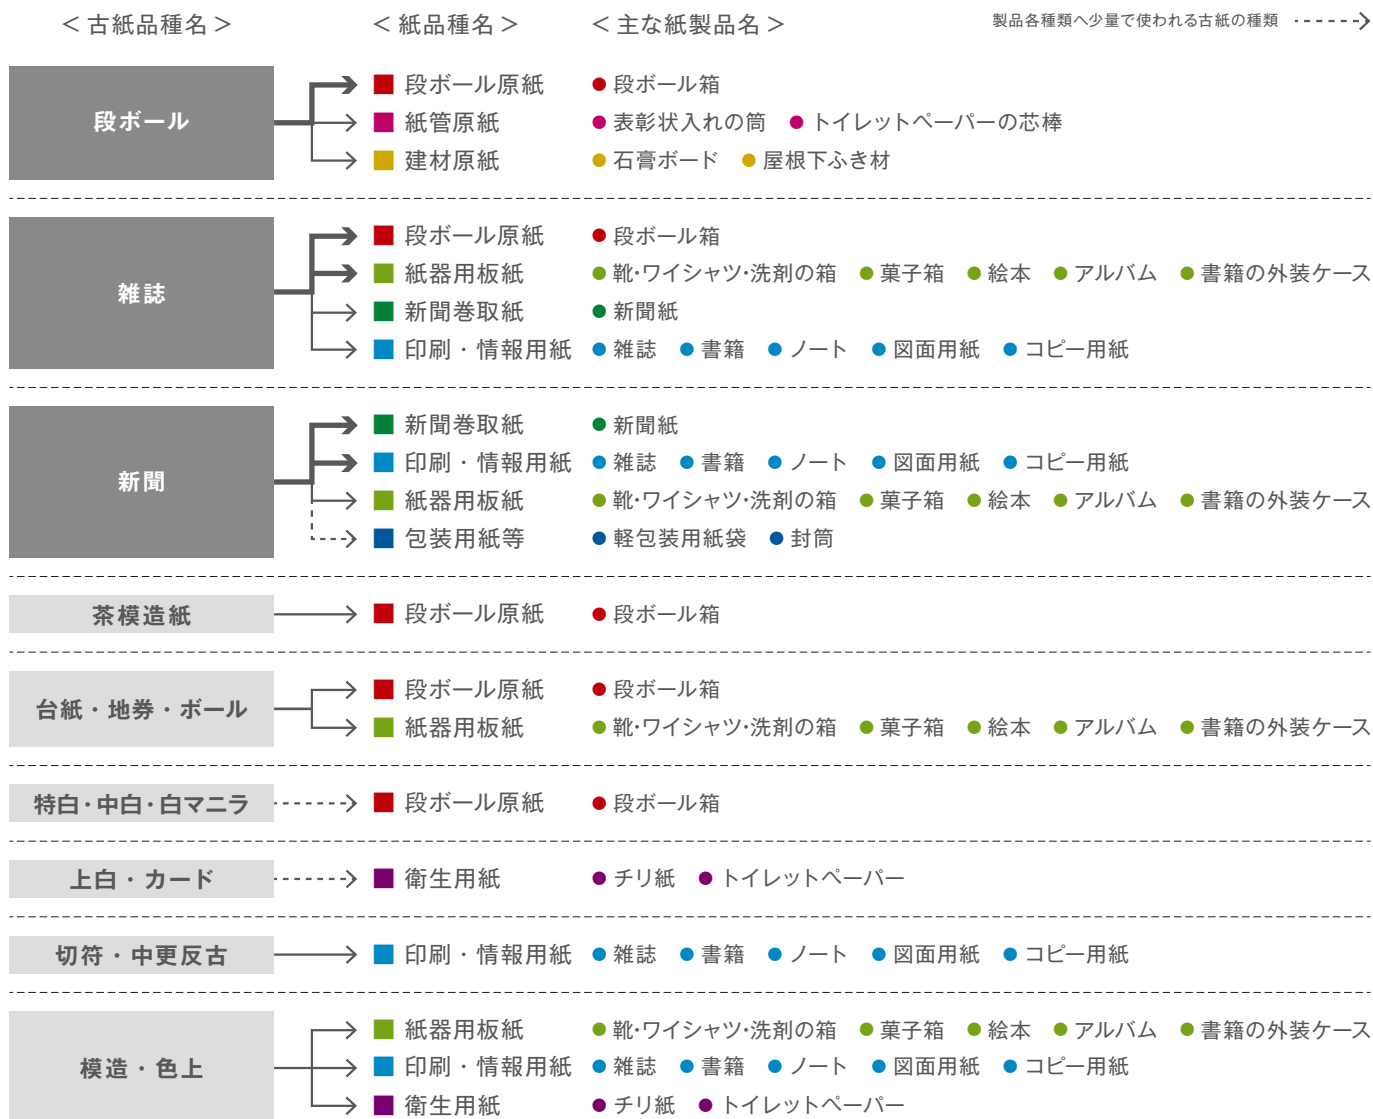 ＜古紙品種名＞ ＜紙品種名＞ ＜主な紙製品名＞ 製品各種類へ少量で使われる古紙の種類
段ボール
段ボール原紙 段ボール箱
紙管原紙 表彰状入れの筒 トイレットペーパーの芯棒
建材原紙 石膏ボード 屋根下ふき材
雑誌
段ボール原紙 段ボール箱
紙器用板紙 靴・ワイシャツ・洗剤の箱 菓子箱 絵本 アルバム 書籍の外装ケース
新聞巻取紙 新聞紙
印刷・情報用紙 雑誌 書籍 ノート 図面用紙 コピー用紙
新聞
新聞巻取紙 新聞紙
印刷・情報用紙 雑誌 書籍 ノート 図面用紙 コピー用紙
紙器用板紙 靴・ワイシャツ・洗剤の箱 菓子箱 絵本 アルバム 書籍の外装ケース
包装用紙等 軽包装用紙袋 封筒
茶模造紙 段ボール原紙 段ボール箱
台紙・地券・ボール
段ボール原紙 段ボール箱
紙器用板紙 靴・ワイシャツ・洗剤の箱 菓子箱 絵本 アルバム 書籍の外装ケース
特白・中白・白マニラ 段ボール原紙 段ボール箱
上白・カード 衛生用紙 チリ紙 トイレットペーパー
切符・中更反古 印刷・情報用紙 雑誌 書籍 ノート 図面用紙 コピー用紙
模造・色上
紙器用板紙 靴・ワイシャツ・洗剤の箱 菓子箱 絵本 アルバム 書籍の外装ケース
印刷・情報用紙 雑誌 書籍 ノート 図面用紙 コピー用紙
衛生用紙 チリ紙 トイレットペーパー